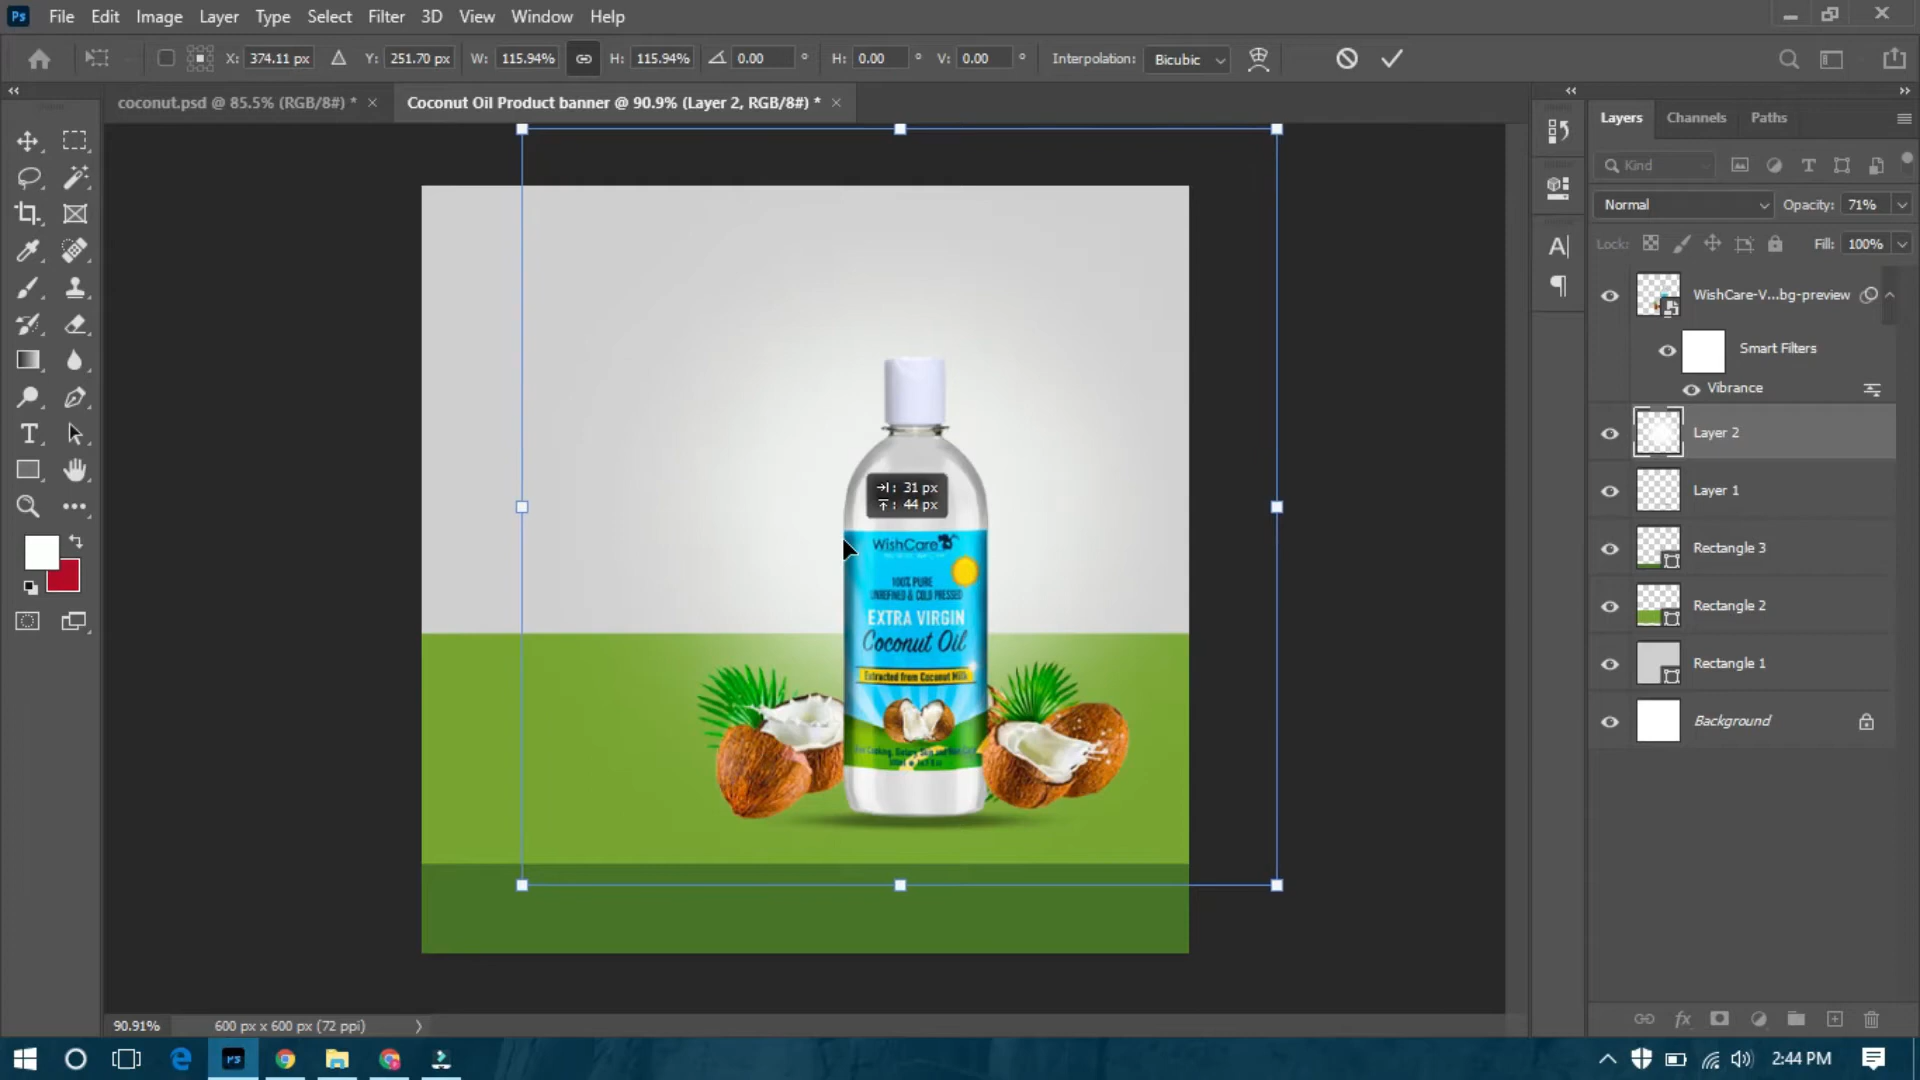 Ps File Edit Image Layer Type Select Filter 3D View Window Help
X: 374.11 px Y: 251.70 px W: 115.94% H: 115.94% 0.00 ° H: 0.00 ° V: 0.00 ° Interpolation: Bicubic
coconut.psd @ 85.5% (RGB/8#) * × Coconut Oil Product banner @ 90.9% (Layer 2, RGB/8#) * ×
Layers Channels Paths
Kind
Normal Opacity: 71%
Lock: Fill: 100%
WishCare-V...bg-preview
Smart Filters
Vibrance
Layer 2
Layer 1
Rectangle 3
Rectangle 2
Rectangle 1
Background
: 31 px
: 44 px
WishCare
100% PURE
UNREFINED & COLD PRESSED
EXTRA VIRGIN
Coconut Oil
Extracted from Coconut Milk
90.91% 600 px x 600 px (72 ppi)
Ps
2:44 PM